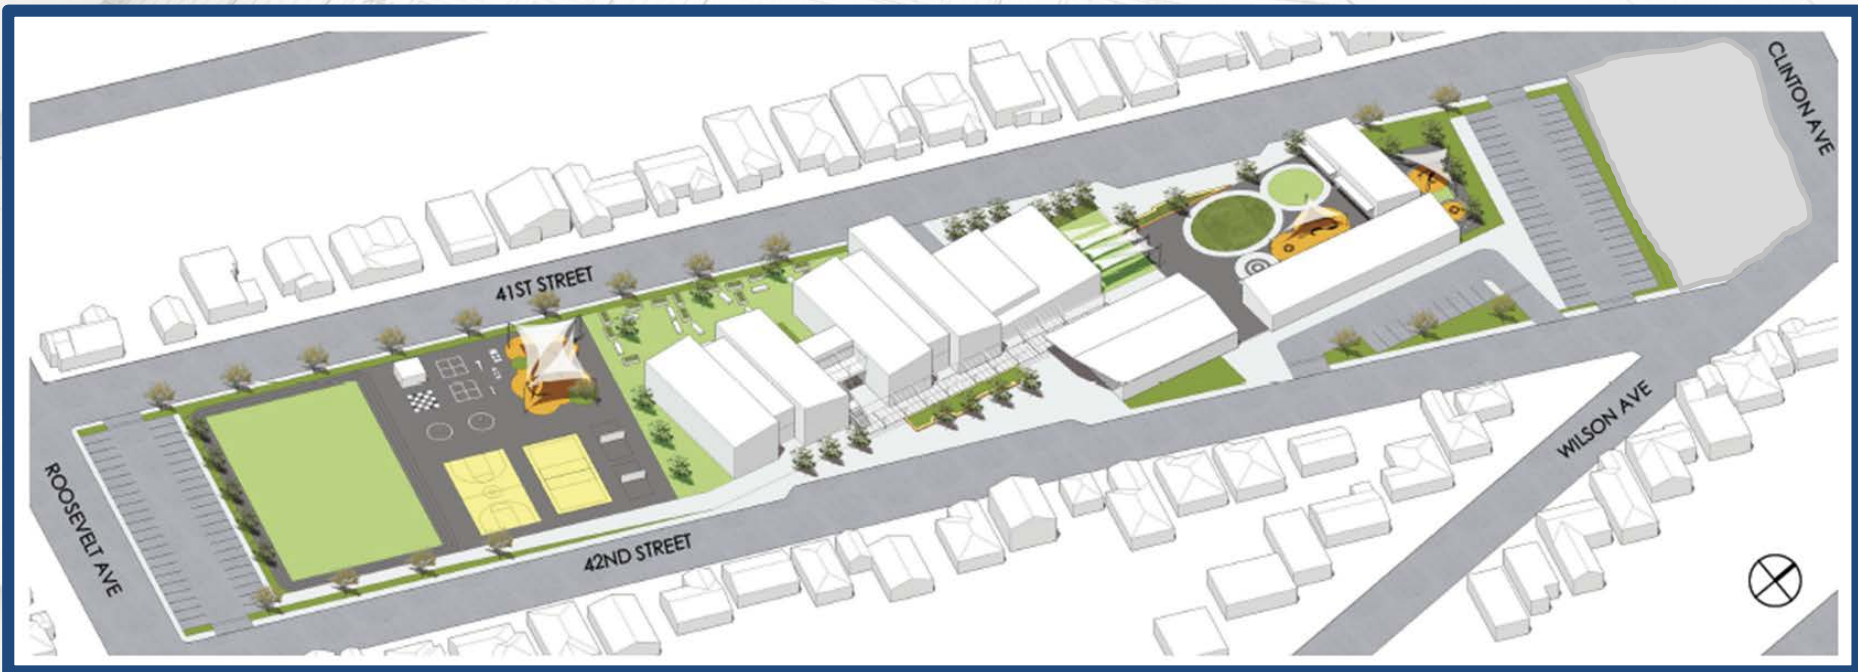 CLINTON AVE
41ST STREET
WILSON AVE
ROOSEVELT AVE
42ND STREET